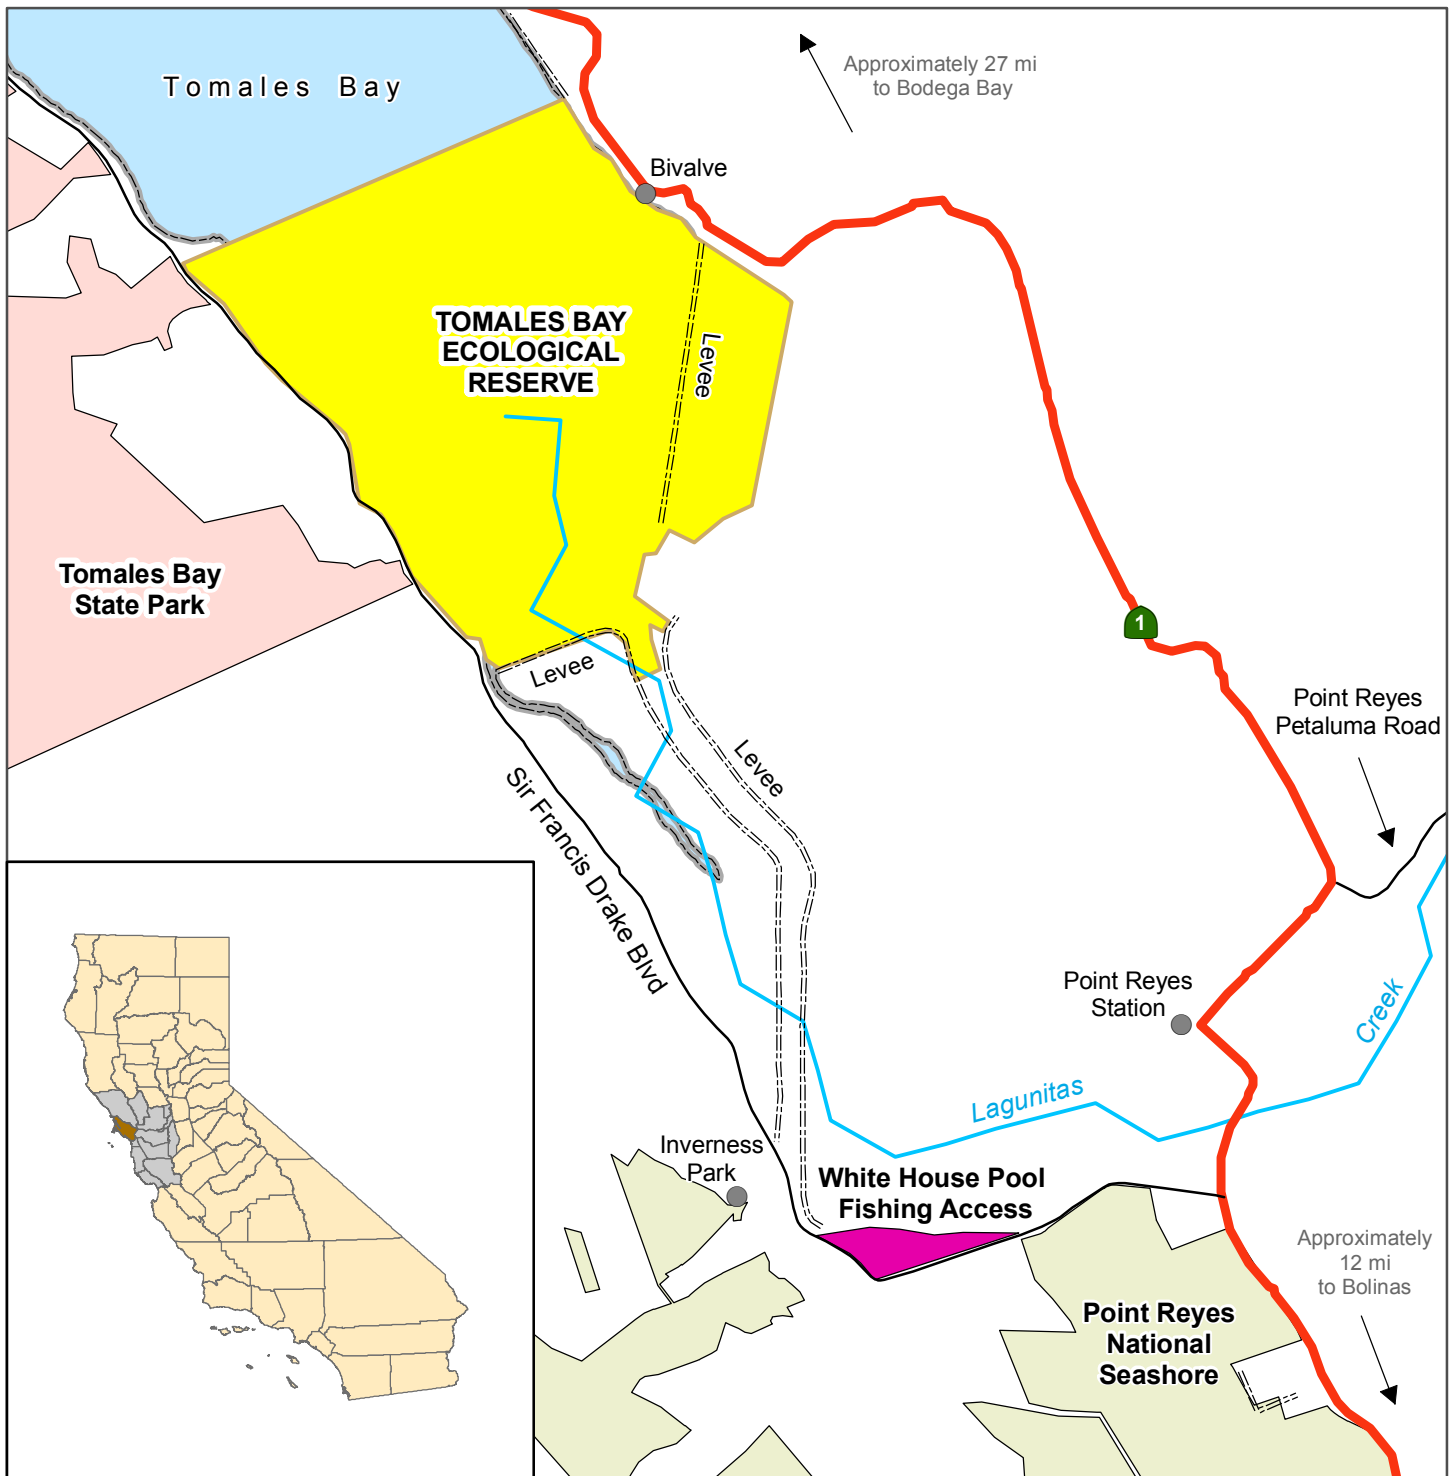 Tomales Bay
Approximately 27 mi
to Bodega Bay
Bivalve
TOMALES BAY
ECOLOGICAL
RESERVE
Levee
Tomales Bay
State Park
1
Levee
Point Reyes
Petaluma Road
Levee
Sir Francis Drake Blvd
Point Reyes
Station
Creek
Lagunitas
Inverness
Park
White House Pool
Fishing Access
Approximately
12 mi
to Bolinas
Point Reyes
National
Seashore